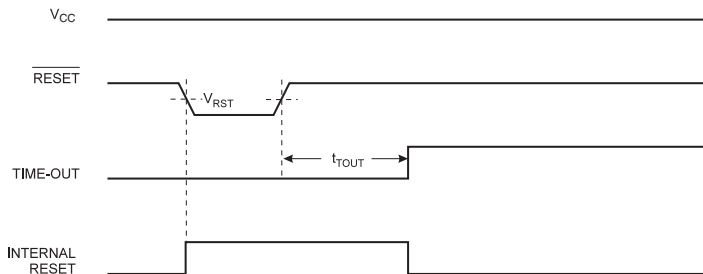 VCC
RESET
VRST
tTOUT
TIME-OUT
INTERNAL
RESET